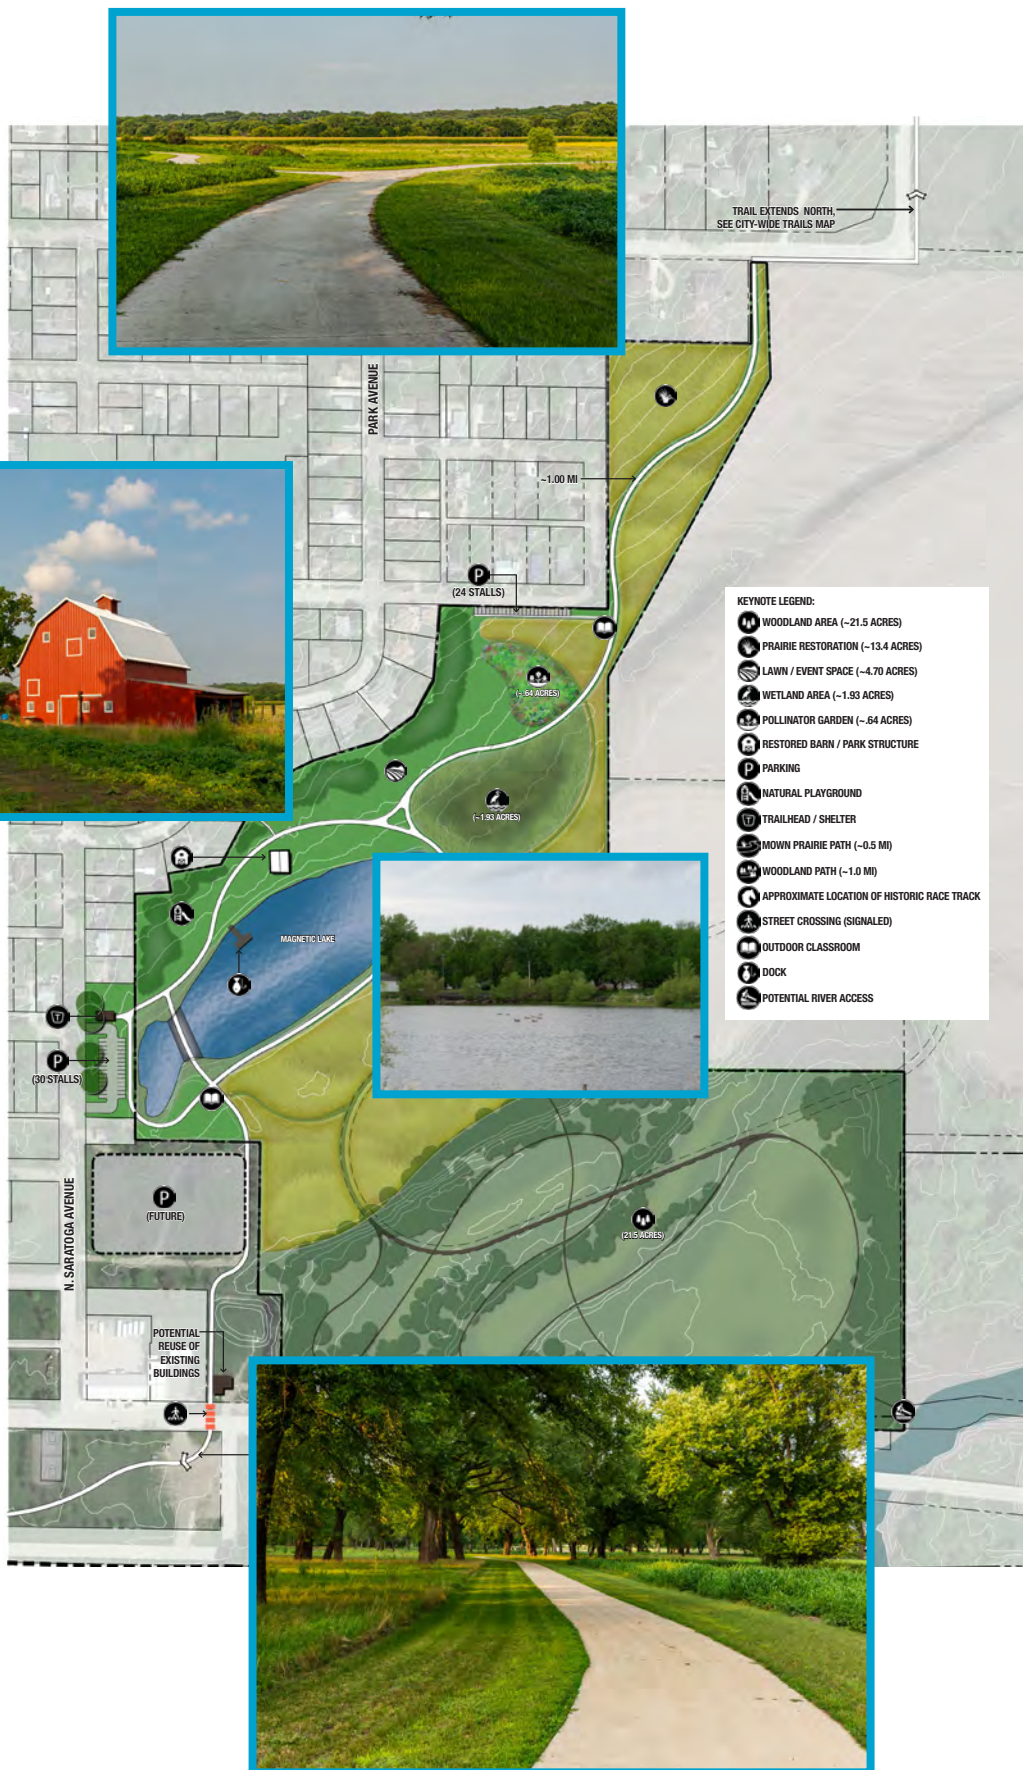 TRAIL EXTENDS NORTH,
SEE CITY-WIDE TRAILS MAP
PARK AVENUE
~1.00 MI
P
(24 STALLS)
(~.64 ACRES)
(~1.93 ACRES)
MAGNETIC LAKE
T
P
(30 STALLS)
P
(FUTURE)
N. SARATOGA AVENUE
(21.5 ACRES)
POTENTIAL
REUSE OF
EXISTING
BUILDINGS
KEYNOTE LEGEND:
WOODLAND AREA (~21.5 ACRES)
PRAIRIE RESTORATION (~13.4 ACRES)
LAWN / EVENT SPACE (~4.70 ACRES)
WETLAND AREA (~1.93 ACRES)
POLLINATOR GARDEN (~.64 ACRES)
RESTORED BARN / PARK STRUCTURE
P PARKING
NATURAL PLAYGROUND
T TRAILHEAD / SHELTER
MOWN PRAIRIE PATH (~0.5 MI)
WOODLAND PATH (~1.0 MI)
APPROXIMATE LOCATION OF HISTORIC RACE TRACK
STREET CROSSING (SIGNALED)
OUTDOOR CLASSROOM
DOCK
POTENTIAL RIVER ACCESS